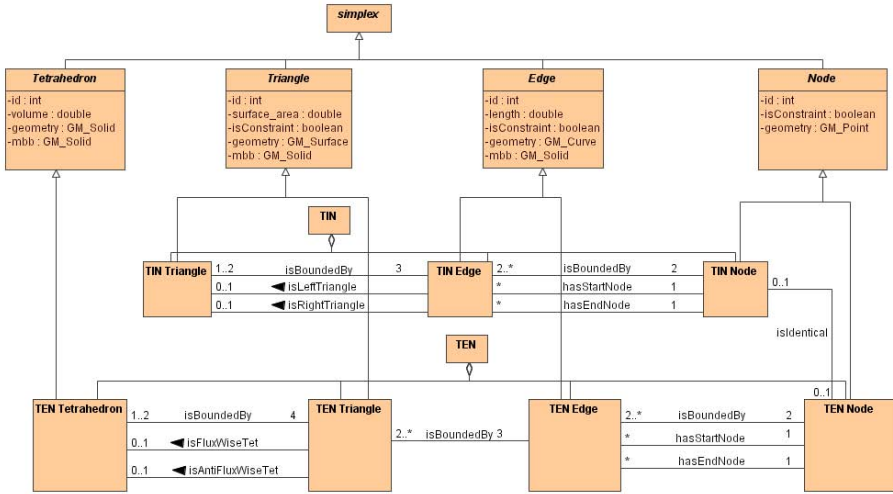 simplex
Tetrahedron
-id : int
-volume : double
-geometry : GM_Solid
-mbb : GM_Solid
Triangle
-id : int
-surface_area : double
-isConstraint : boolean
-geometry : GM_Surface
-mbb : GM_Solid
Edge
-id : int
-length : double
-isConstraint : boolean
-geometry : GM_Curve
-mbb : GM_Solid
Node
-id : int
-isConstraint : boolean
-geometry : GM_Point
TIN
TIN Triangle
1..2 isBoundedBy 3
0..1 isLeftTriangle
0..1 isRightTriangle
TIN Edge
2..* isBoundedBy 2
* hasStartNode 1
* hasEndNode 1
TIN Node
0..1
isIdentical
0..1
TEN
TEN Tetrahedron
1..2 isBoundedBy 4
0..1 isFluxWiseTet
0..1 isAntiFluxWiseTet
TEN Triangle
2..* isBoundedBy 3
TEN Edge
2..* isBoundedBy 2
* hasStartNode 1
* hasEndNode 1
TEN Node